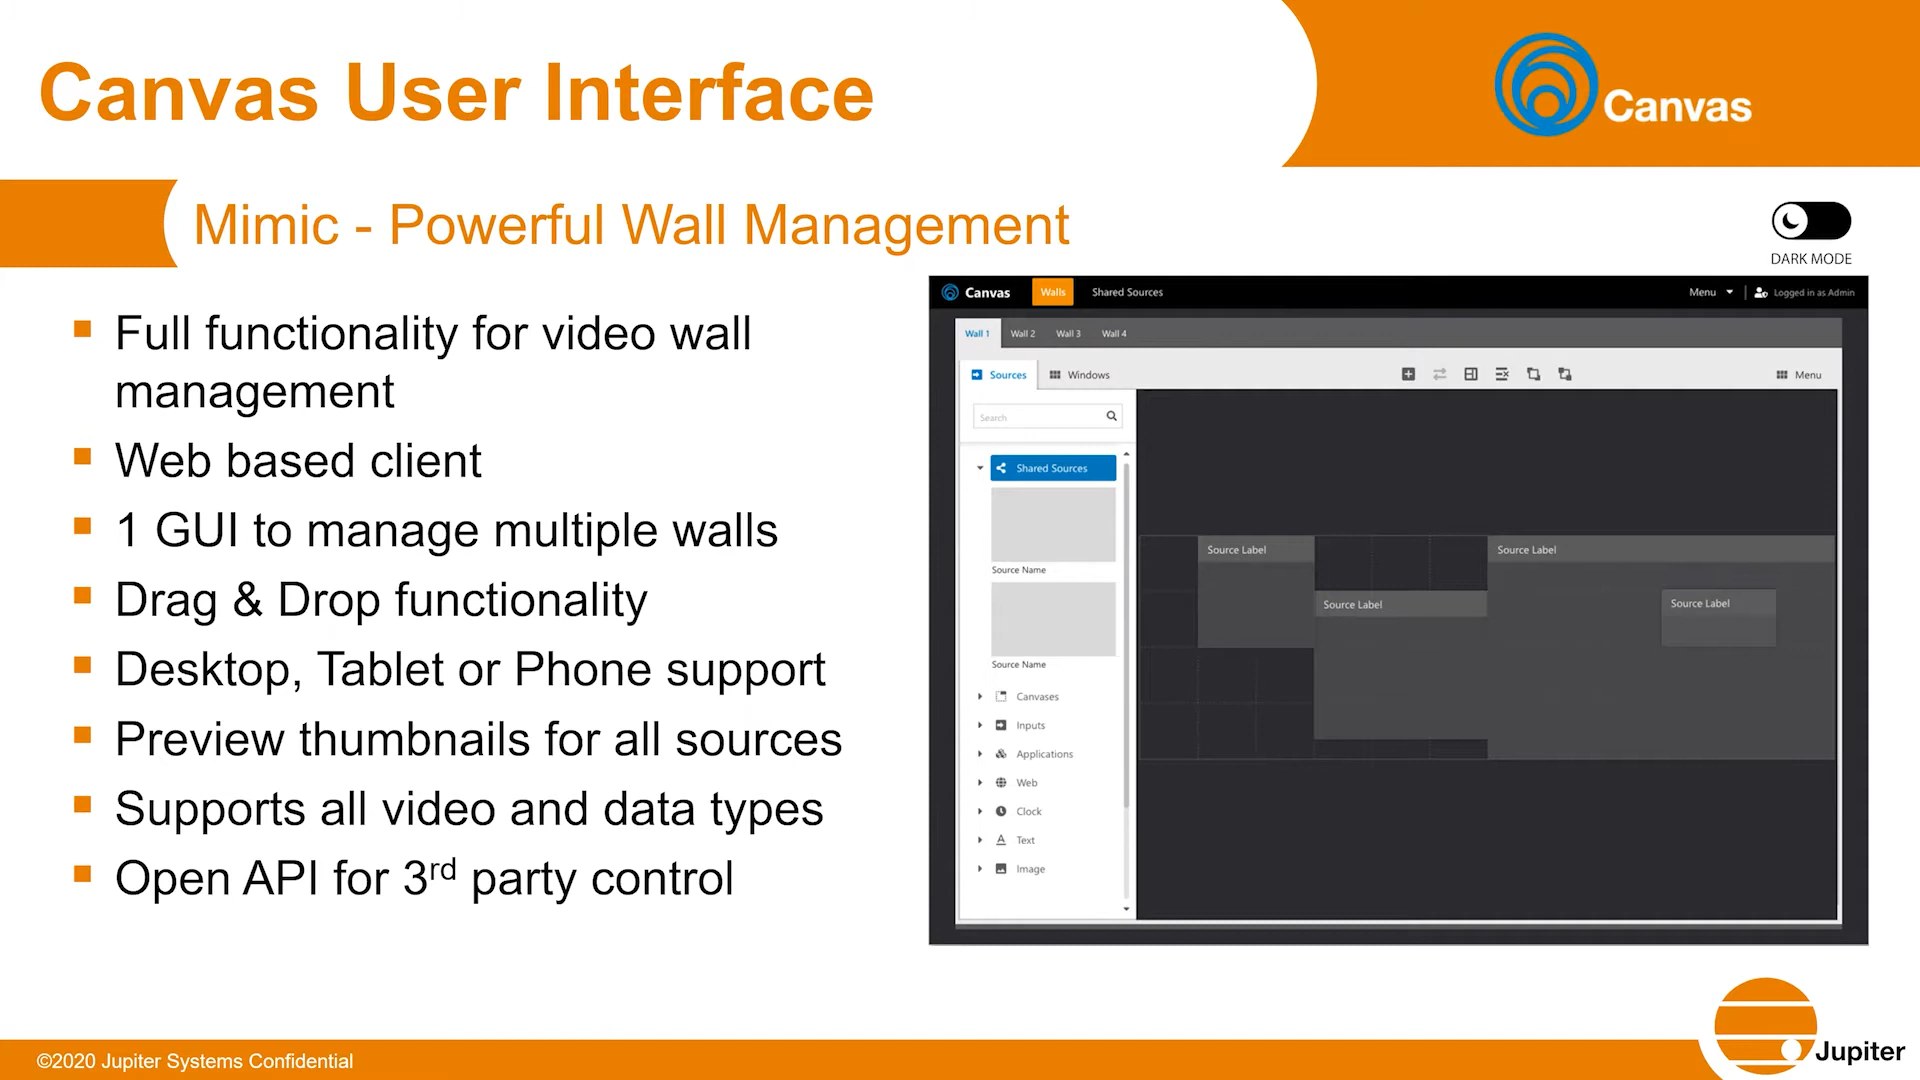 Canvas User Interface
Canvas
Mimic - Powerful Wall Management
DARK MODE
Full functionality for video wall
management
Web based client
1 GUI to manage multiple walls
Drag & Drop functionality
Desktop, Tablet or Phone support
Preview thumbnails for all sources
Supports all video and data types
Open API for 3rd party control
Canvas Walls Shared Sources Menu Logged in as Admin
Wall 1 Wall 2 Wall 3 Wall 4
Sources Windows Menu
Search
Shared Sources
Source Name
Source Name
Canvases
Inputs
Applications
Web
Clock
Text
Image
Source Label Source Label
Source Label Source Label
©2020 Jupiter Systems Confidential
Jupiter